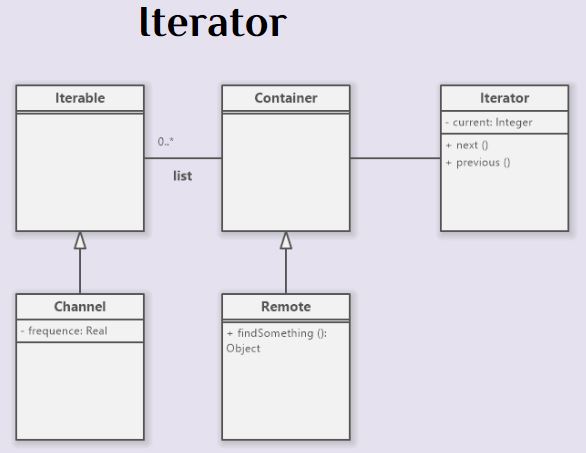 Iterator
Iterable
Container
Iterator
- current: Integer
+ next ()
+ previous ()
0..*
list
Channel
- frequence: Real
Remote
+ findSomething ():
Object